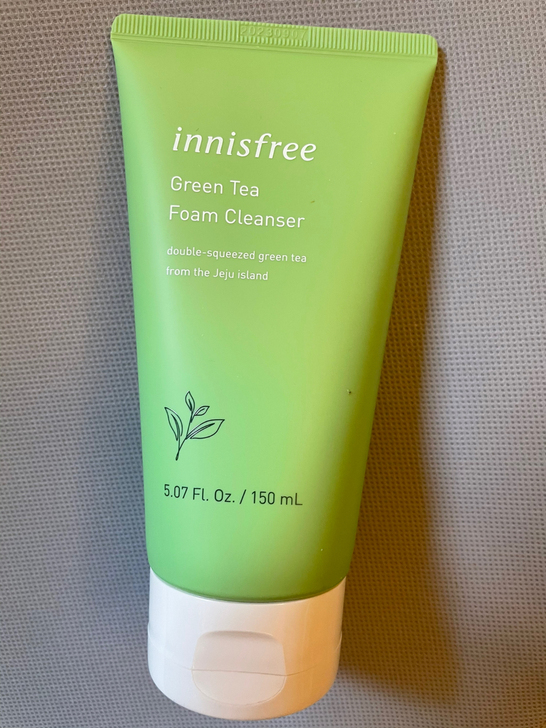 innisfree
Green Tea
Foam Cleanser
double-squeezed green tea
from the Jeju island
5.07 Fl. Oz. / 150 mL